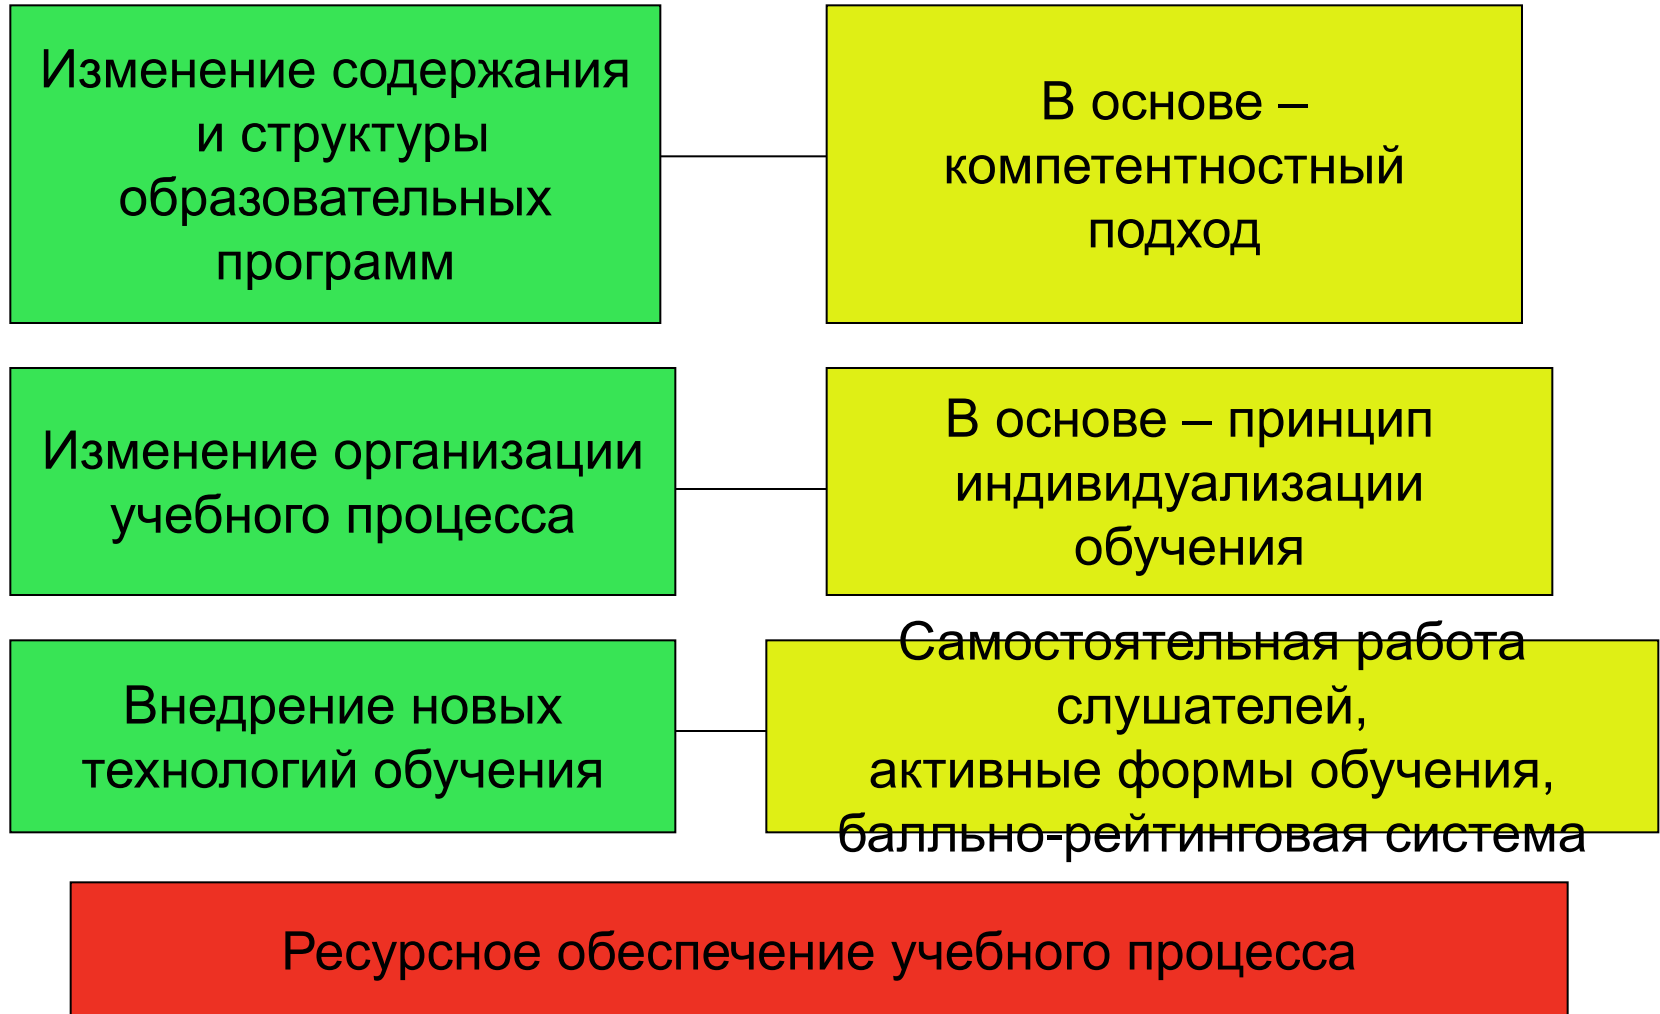 Изменение содержания
и структуры
образовательных
программ
В основе –
компетентностный
подход
Изменение организации
учебного процесса
В основе – принцип
индивидуализации
обучения
Внедрение новых
технологий обучения
Самостоятельная работа
слушателей,
активные формы обучения,
балльно-рейтинговая система
Ресурсное обеспечение учебного процесса